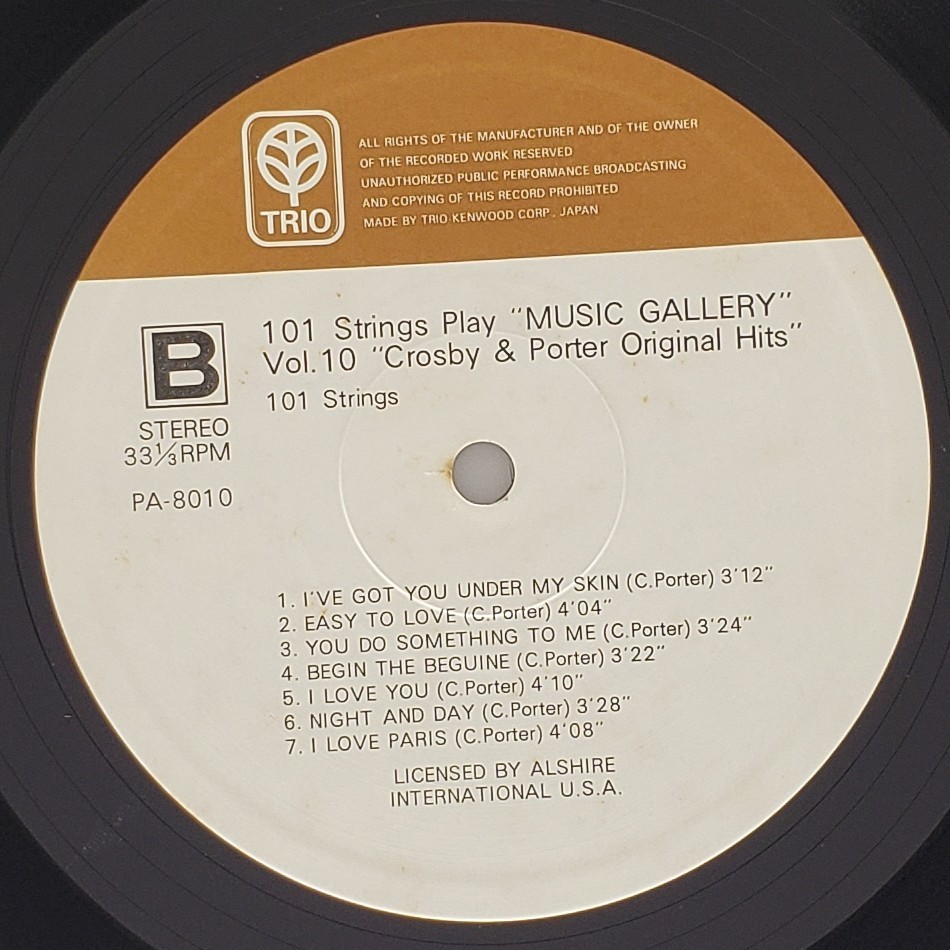 TRIO
ALL RIGHTS OF THE MANUFACTURER AND OF THE OWNER
OF THE RECORDED WORK RESERVED
UNAUTHORIZED PUBLIC PERFORMANCE BROADCASTING
AND COPYING OF THIS RECORD PROHIBITED
MADE BY TRIO·KENWOOD CORP. JAPAN
B
STEREO
33⅓RPM
PA-8010
101 Strings Play "MUSIC GALLERY"
Vol.10 "Crosby & Porter Original Hits"
101 Strings
1. I'VE GOT YOU UNDER MY SKIN (C.Porter) 3'12"
2. EASY TO LOVE (C.Porter) 4'04"
3. YOU DO SOMETHING TO ME (C.Porter) 3'24"
4. BEGIN THE BEGUINE (C.Porter) 3'22"
5. I LOVE YOU (C.Porter) 4'10"
6. NIGHT AND DAY (C.Porter) 3'28"
7. I LOVE PARIS (C.Porter) 4'08"
LICENSED BY ALSHIRE
INTERNATIONAL U.S.A.